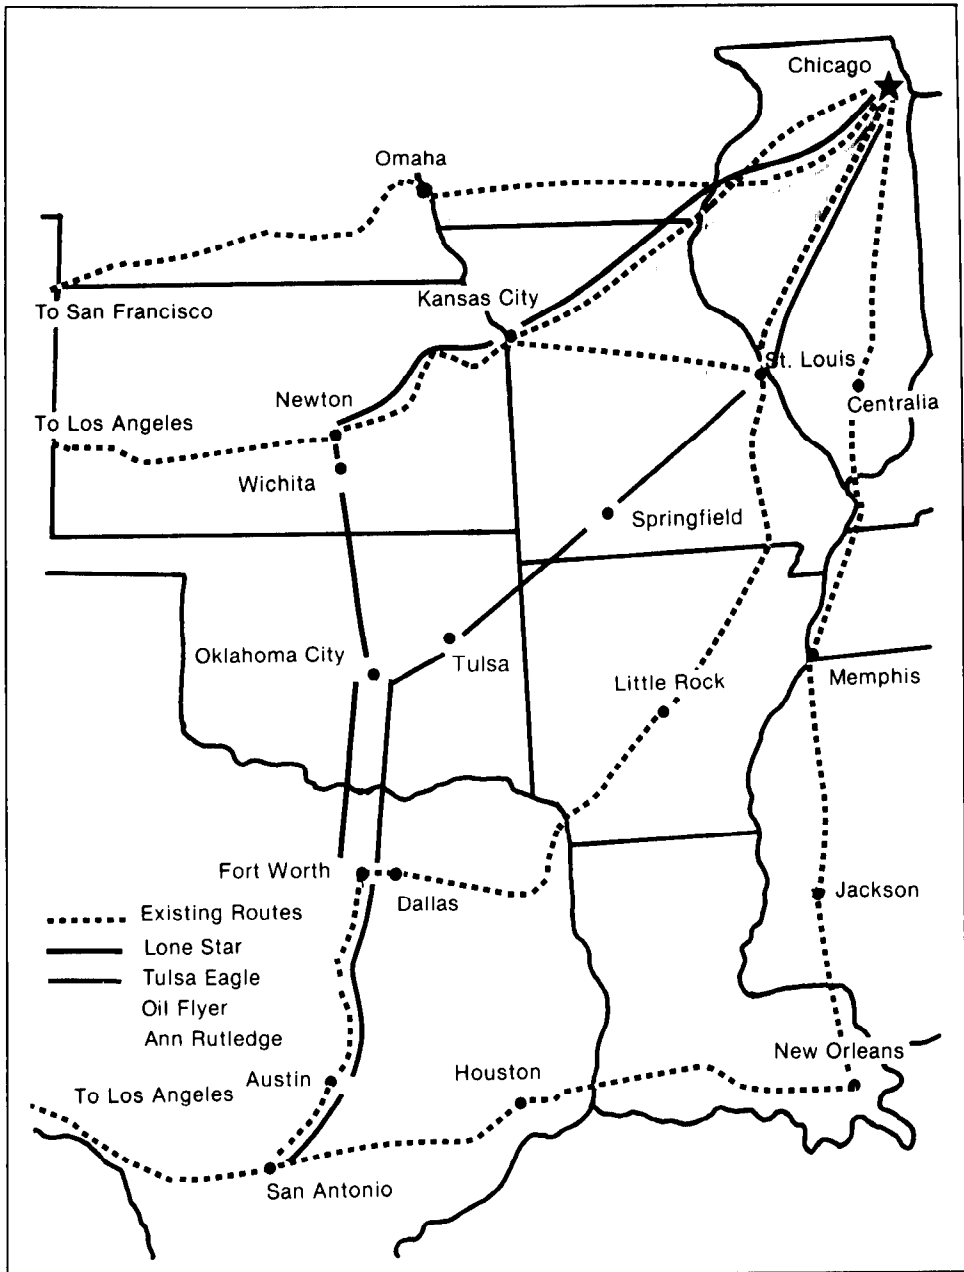 Chicago
Omaha
Kansas City
To San Francisco
St. Louis
Newton
Centralia
To Los Angeles
Wichita
Springfield
Oklahoma City
Tulsa
Little Rock
Memphis
Fort Worth
Dallas
Jackson
Existing Routes
Lone Star
Tulsa Eagle
Oil Flyer
Ann Rutledge
New Orleans
Austin
Houston
To Los Angeles
San Antonio